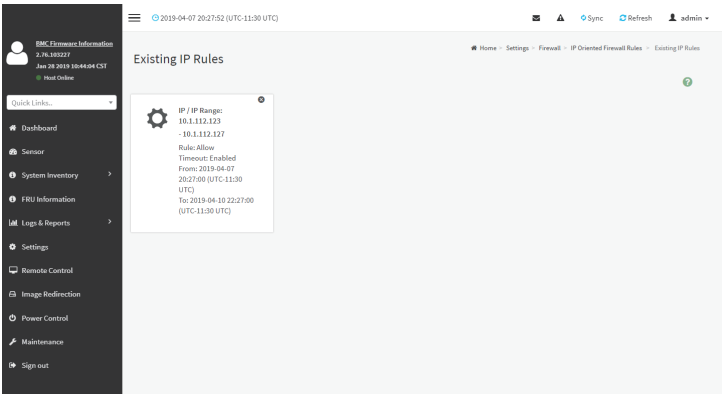 2019-04-07 20:27:52 (UTC-11:30 UTC)
Sync
Refresh
admin
BMC Firmware Information
2.76.103227
Jan 28 2019 10:44:04 CST
Host Online
Quick Links..
Dashboard
Sensor
System Inventory
FRU Information
Logs & Reports
Settings
Remote Control
Image Redirection
Power Control
Maintenance
Sign out
Existing IP Rules
Home > Settings > Firewall > IP Oriented Firewall Rules > Existing IP Rules
IP / IP Range:
10.1.112.123
- 10.1.112.127
Rule: Allow
Timeout: Enabled
From: 2019-04-07
20:27:00 (UTC-11:30
UTC)
To: 2019-04-10 22:27:00
(UTC-11:30 UTC)